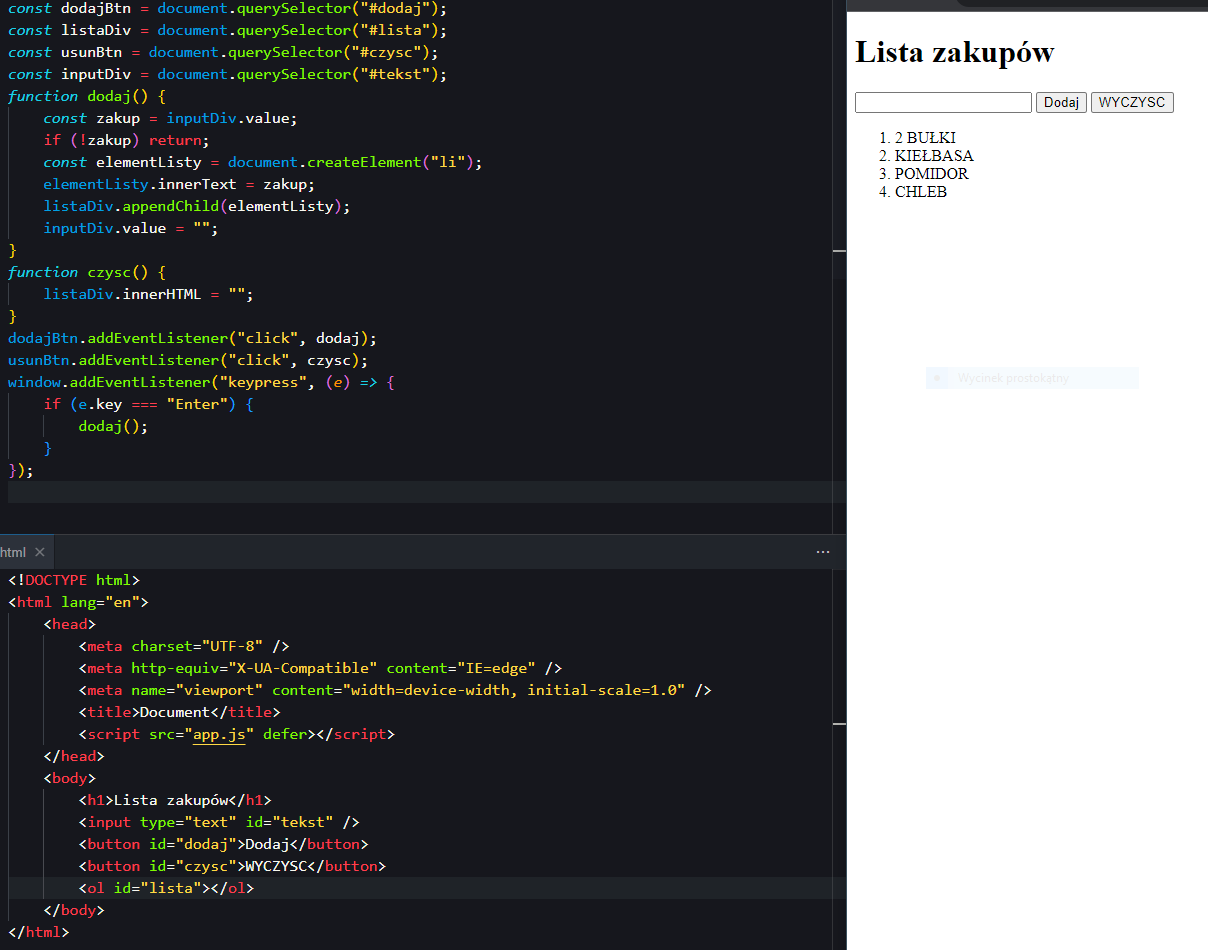 const dodajBtn = document.querySelector("#dodaj");
const listaDiv = document.querySelector("#lista");
const usunBtn = document.querySelector("#czysc");
const inputDiv = document.querySelector("#tekst");
function dodaj() {
    const zakup = inputDiv.value;
    if (!zakup) return;
    const elementListy = document.createElement("li");
    elementListy.innerText = zakup;
    listaDiv.appendChild(elementListy);
    inputDiv.value = "";
}
function czysc() {
    listaDiv.innerHTML = "";
}
dodajBtn.addEventListener("click", dodaj);
usunBtn.addEventListener("click", czysc);
window.addEventListener("keypress", (e) => {
    if (e.key === "Enter") {
        dodaj();
    }
});
html ×
...
<!DOCTYPE html>
<html lang="en">
    <head>
        <meta charset="UTF-8" />
        <meta http-equiv="X-UA-Compatible" content="IE=edge" />
        <meta name="viewport" content="width=device-width, initial-scale=1.0" />
        <title>Document</title>
        <script src="app.js" defer></script>
    </head>
    <body>
        <h1>Lista zakupów</h1>
        <input type="text" id="tekst" />
        <button id="dodaj">Dodaj</button>
        <button id="czysc">WYCZYSC</button>
        <ol id="lista"></ol>
    </body>
</html>
Lista zakupów
Dodaj WYCZYSC
1. 2 BUŁKI
2. KIEŁBASA
3. POMIDOR
4. CHLEB
Wycinek prostokątny